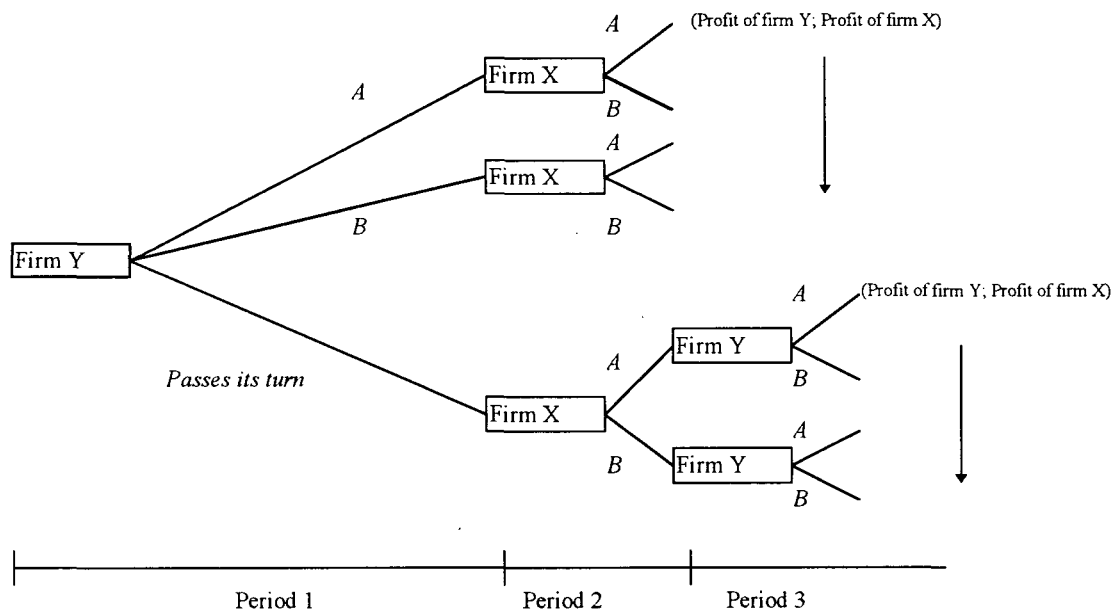 A
(Profit of firm Y; Profit of firm X)
Firm X
A
B
A
Firm X
B
B
Firm Y
A
(Profit of firm Y; Profit of firm X)
Firm Y
A
B
Passes its turn
Firm X
A
B
Firm Y
B
Period 1
Period 2
Period 3